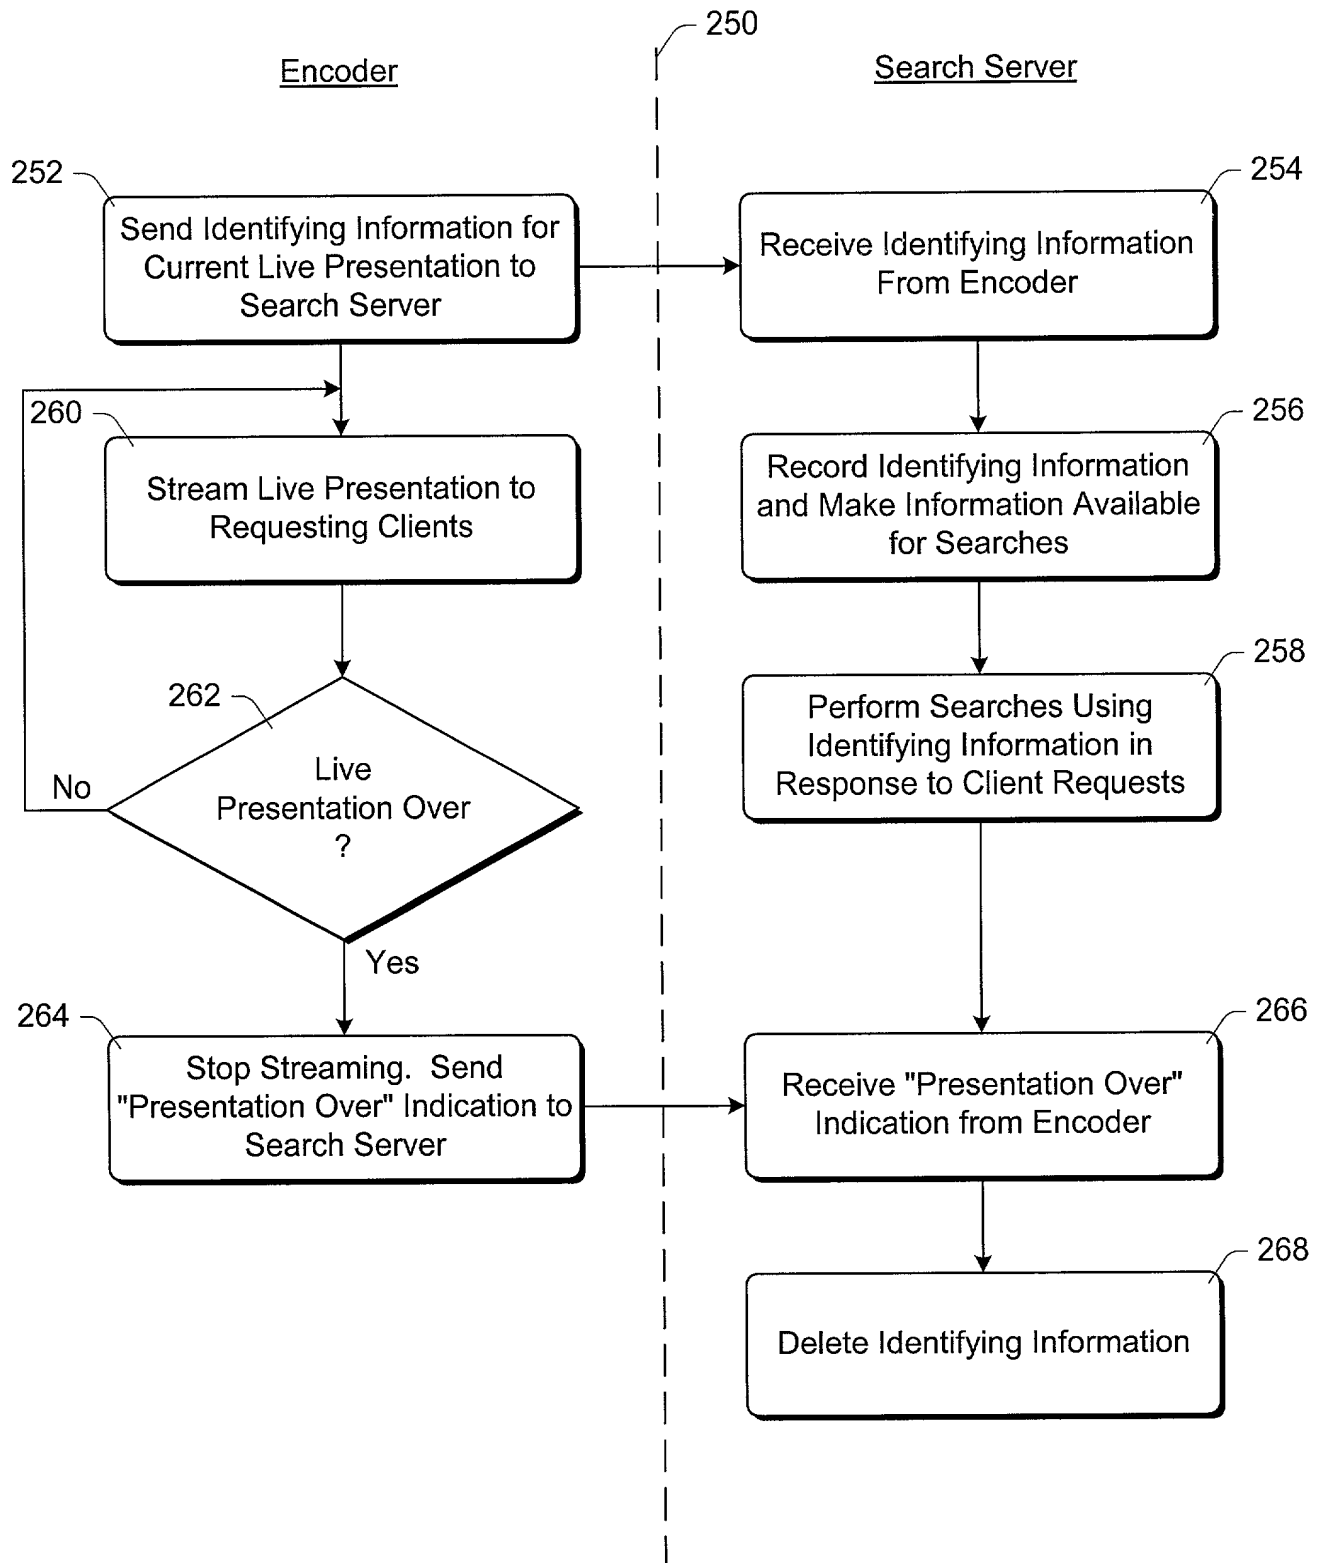 250
Encoder
Search Server
252
Send Identifying Information for
Current Live Presentation to
Search Server
254
Receive Identifying Information
From Encoder
260
Stream Live Presentation to
Requesting Clients
256
Record Identifying Information
and Make Information Available
for Searches
258
Perform Searches Using
Identifying Information in
Response to Client Requests
262
Live
Presentation Over
?
No
Yes
264
Stop Streaming. Send
"Presentation Over" Indication to
Search Server
266
Receive "Presentation Over"
Indication from Encoder
268
Delete Identifying Information